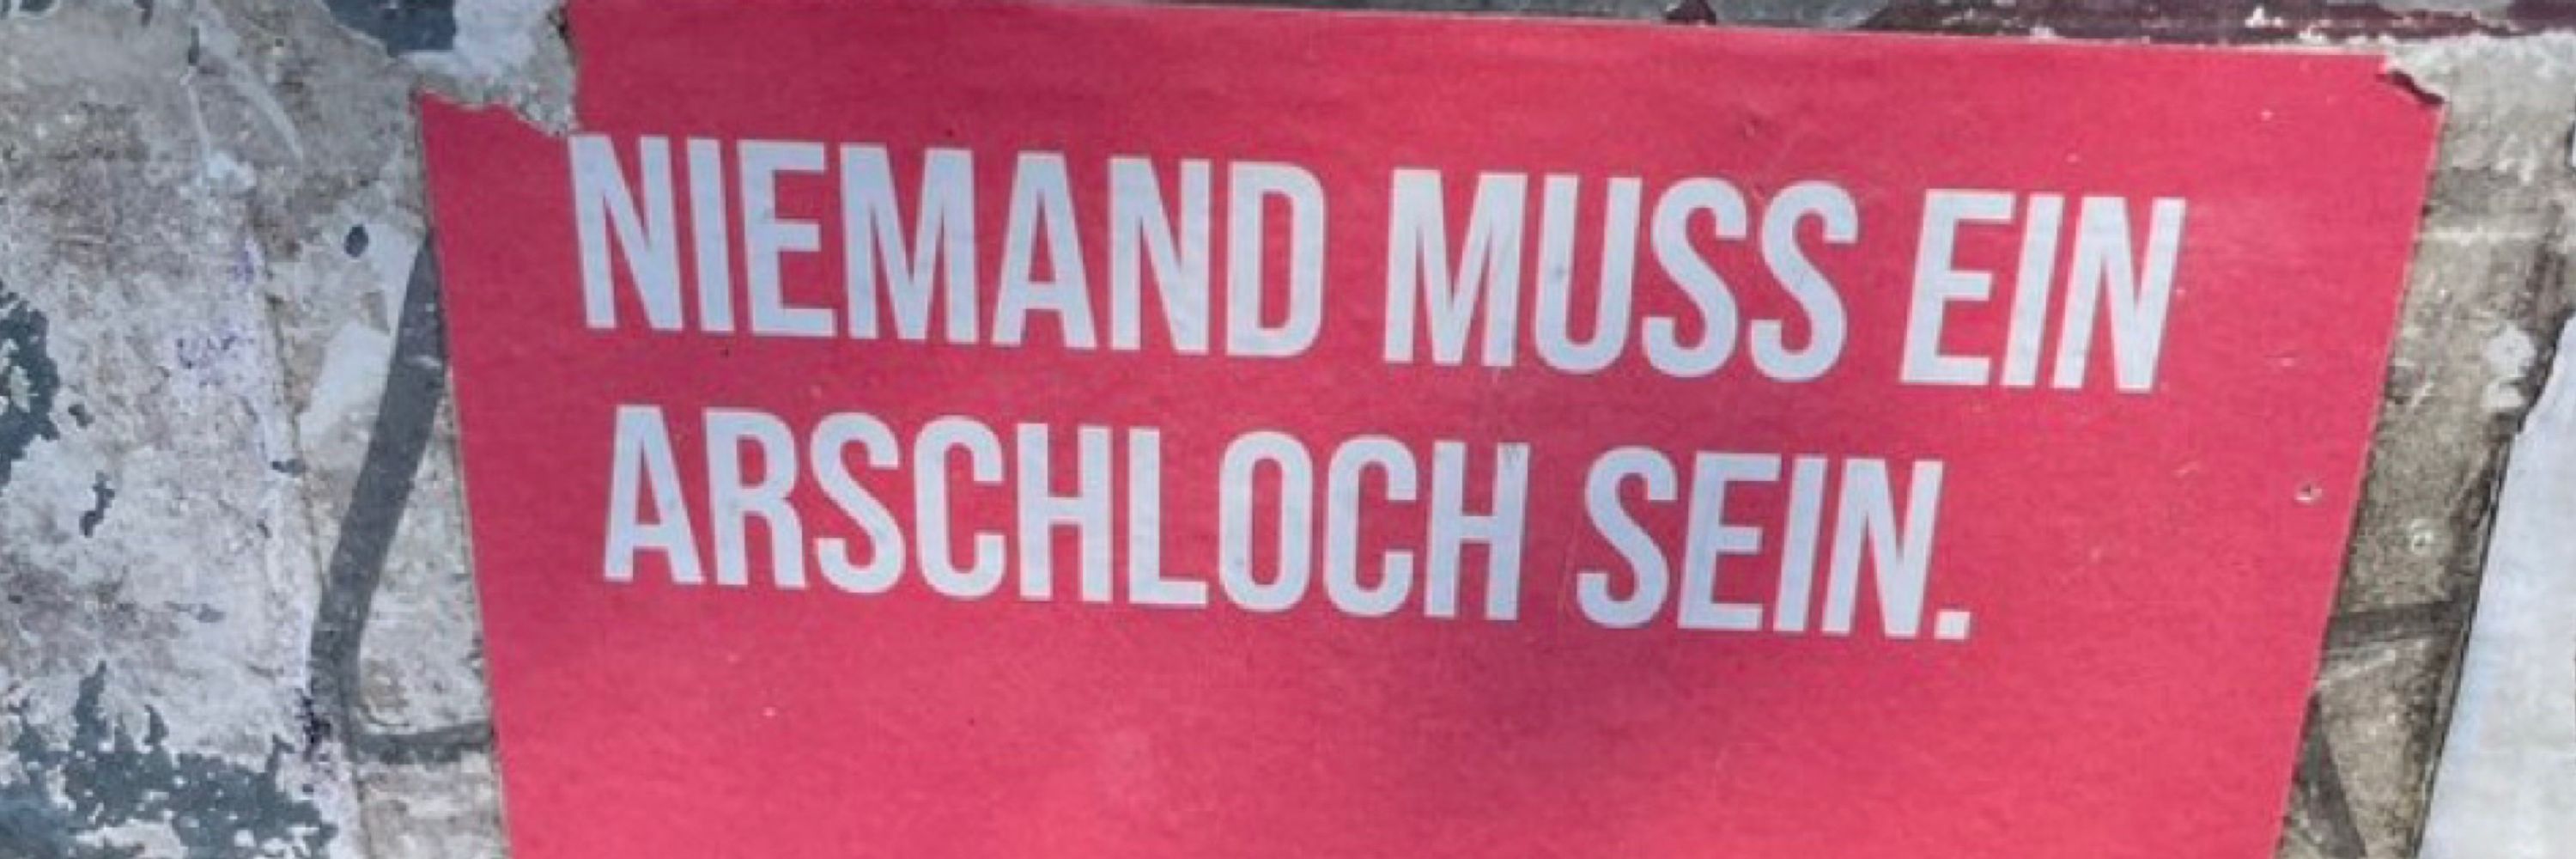 NIEMAND MUSS EIN
ARSCHLOCH SEIN.